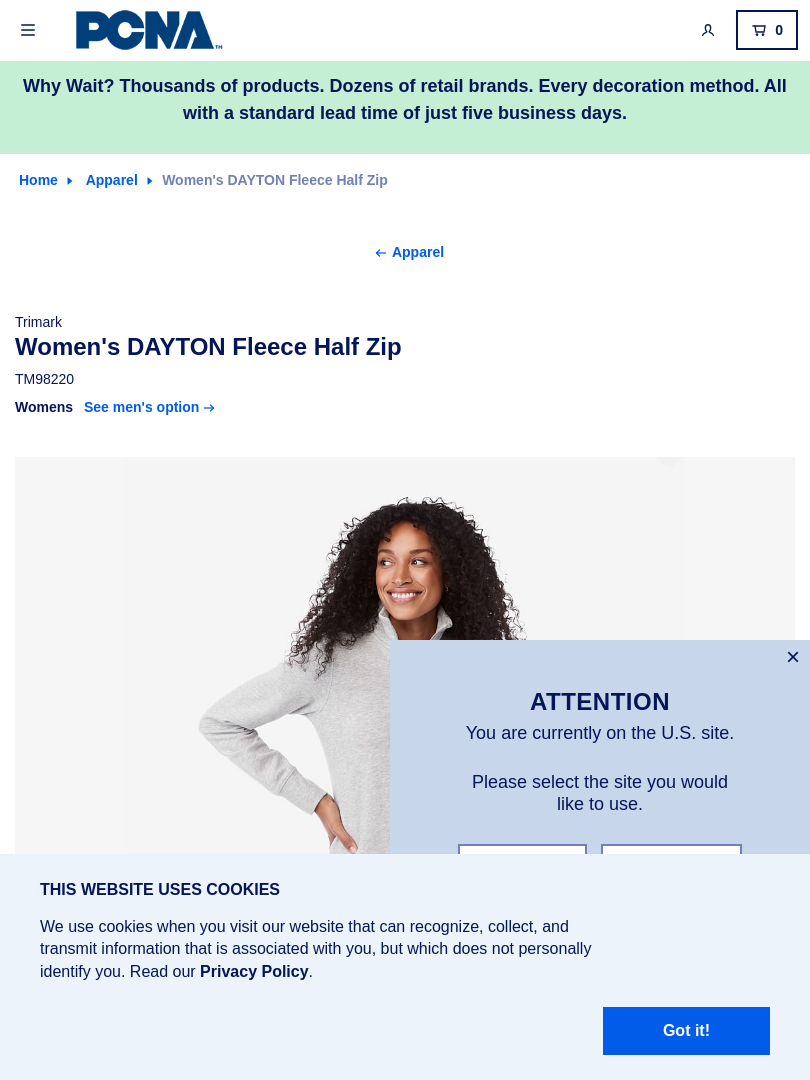 PCNA™
0
Why Wait? Thousands of products. Dozens of retail brands. Every decoration method. All
with a standard lead time of just five business days.
Home Apparel Women's DAYTON Fleece Half Zip
← Apparel
Trimark
Women's DAYTON Fleece Half Zip
TM98220
Womens See men's option →
×
ATTENTION
You are currently on the U.S. site.
Please select the site you would
like to use.
THIS WEBSITE USES COOKIES
We use cookies when you visit our website that can recognize, collect, and
transmit information that is associated with you, but which does not personally
identify you. Read our Privacy Policy.
Got it!